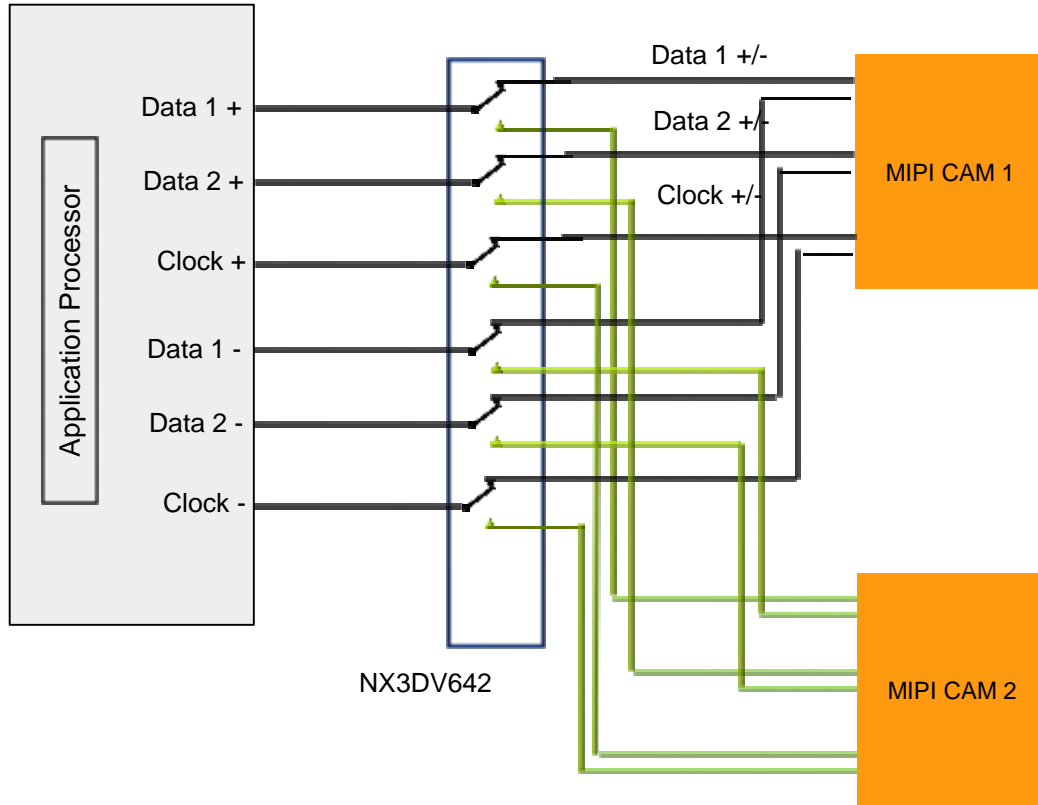 Data 1 +/-
Data 1 +
Data 2 +/-
Data 2 +
MIPI CAM 1
Clock +/-
Clock +
Application Processor
Data 1 -
Data 2 -
Clock -
NX3DV642
MIPI CAM 2